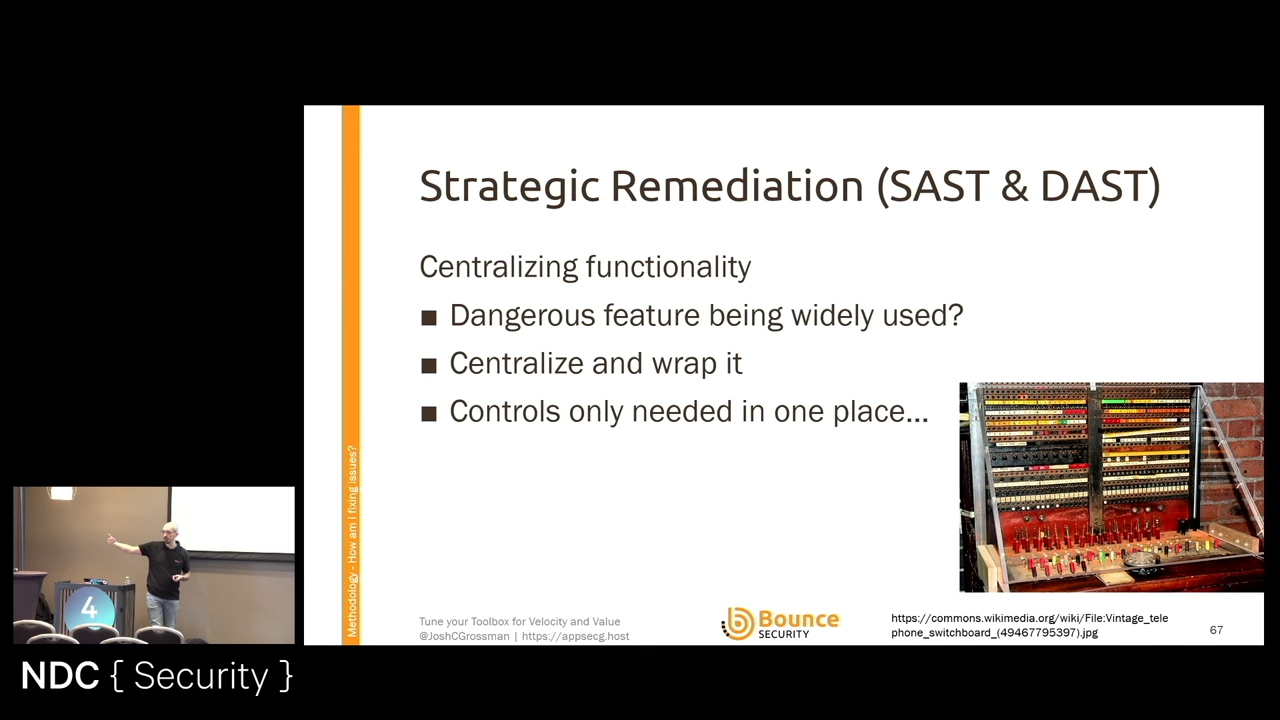 Strategic Remediation (SAST & DAST)
Centralizing functionality
■ Dangerous feature being widely used?
■ Centralize and wrap it
■ Controls only needed in one place...
Methodology - How am I fixing issues?
4
Tune your Toolbox for Velocity and Value
@JoshCGrossman | https://appsecg.host
Bounce
SECURITY
https://commons.wikimedia.org/wiki/File:Vintage_tele
phone_switchboard_(49467795397).jpg
67
NDC { Security }